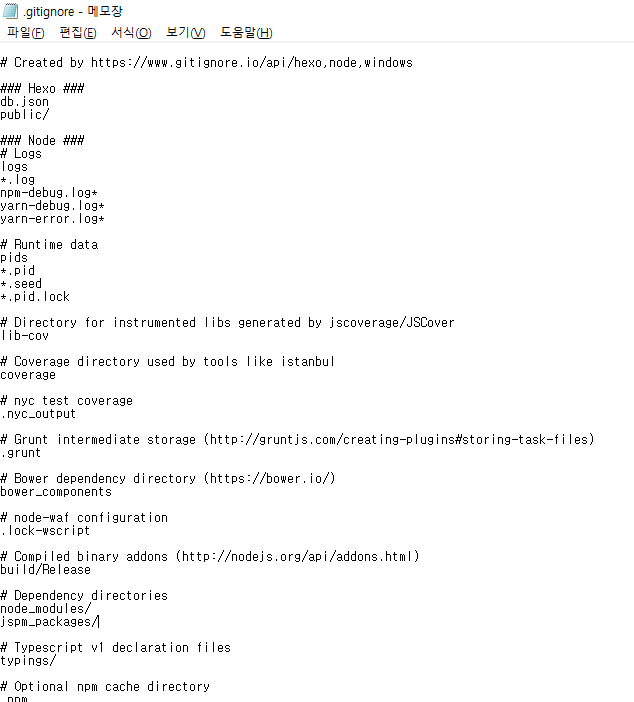 .gitignore - 메모장
파일(F) 편집(E) 서식(O) 보기(V) 도움말(H)
# Created by https://www.gitignore.io/api/hexo,node,windows
### Hexo ###
db.json
public/
### Node ###
# Logs
logs
*.log
npm-debug.log*
yarn-debug.log*
yarn-error.log*
# Runtime data
pids
*.pid
*.seed
*.pid.lock
# Directory for instrumented libs generated by jscoverage/JSCover
lib-cov
# Coverage directory used by tools like istanbul
coverage
# nyc test coverage
.nyc_output
# Grunt intermediate storage (http://gruntjs.com/creating-plugins#storing-task-files)
.grunt
# Bower dependency directory (https://bower.io/)
bower_components
# node-waf configuration
.lock-wscript
# Compiled binary addons (http://nodejs.org/api/addons.html)
build/Release
# Dependency directories
node_modules/
jspm_packages/
# Typescript v1 declaration files
typings/
# Optional npm cache directory
.npm